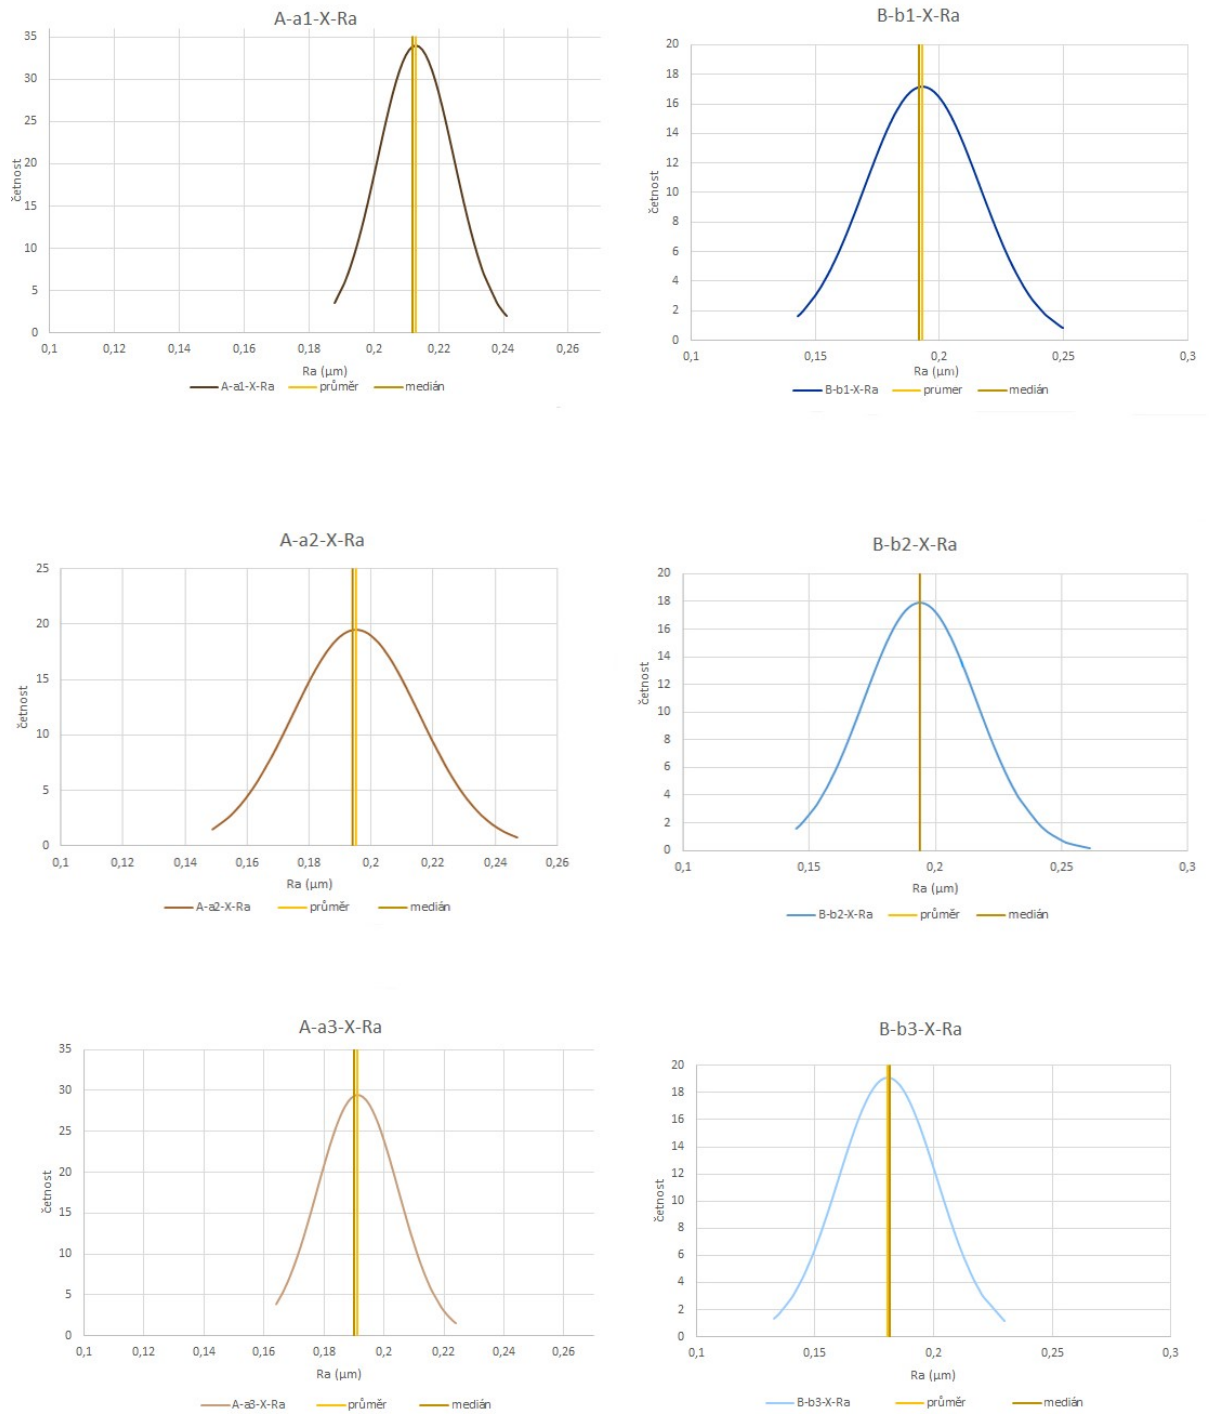 A-a1-X-Ra
35
30
25
20
15
10
5
0
četnost
0,1 0,12 0,14 0,16 0,18 0,2 0,22 0,24 0,26
Ra (µm)
A-a1-X-Ra průměr medián
B-b1-X-Ra
20
18
16
14
12
10
8
6
4
2
0
četnost
0,1 0,15 0,2 0,25 0,3
Ra (µm)
B-b1-X-Ra prumer medián
A-a2-X-Ra
25
20
15
10
5
0
četnost
0,1 0,12 0,14 0,16 0,18 0,2 0,22 0,24 0,26
Ra (µm)
A-a2-X-Ra průměr medián
B-b2-X-Ra
20
18
16
14
12
10
8
6
4
2
0
četnost
0,1 0,15 0,2 0,25 0,3
Ra (µm)
B-b2-X-Ra průměr medián
A-a3-X-Ra
35
30
25
20
15
10
5
0
četnost
0,1 0,12 0,14 0,16 0,18 0,2 0,22 0,24 0,26
Ra (µm)
A-a3-X-Ra průměr medián
B-b3-X-Ra
20
18
16
14
12
10
8
6
4
2
0
četnost
0,1 0,15 0,2 0,25 0,3
Ra (µm)
B-b3-X-Ra průměr medián